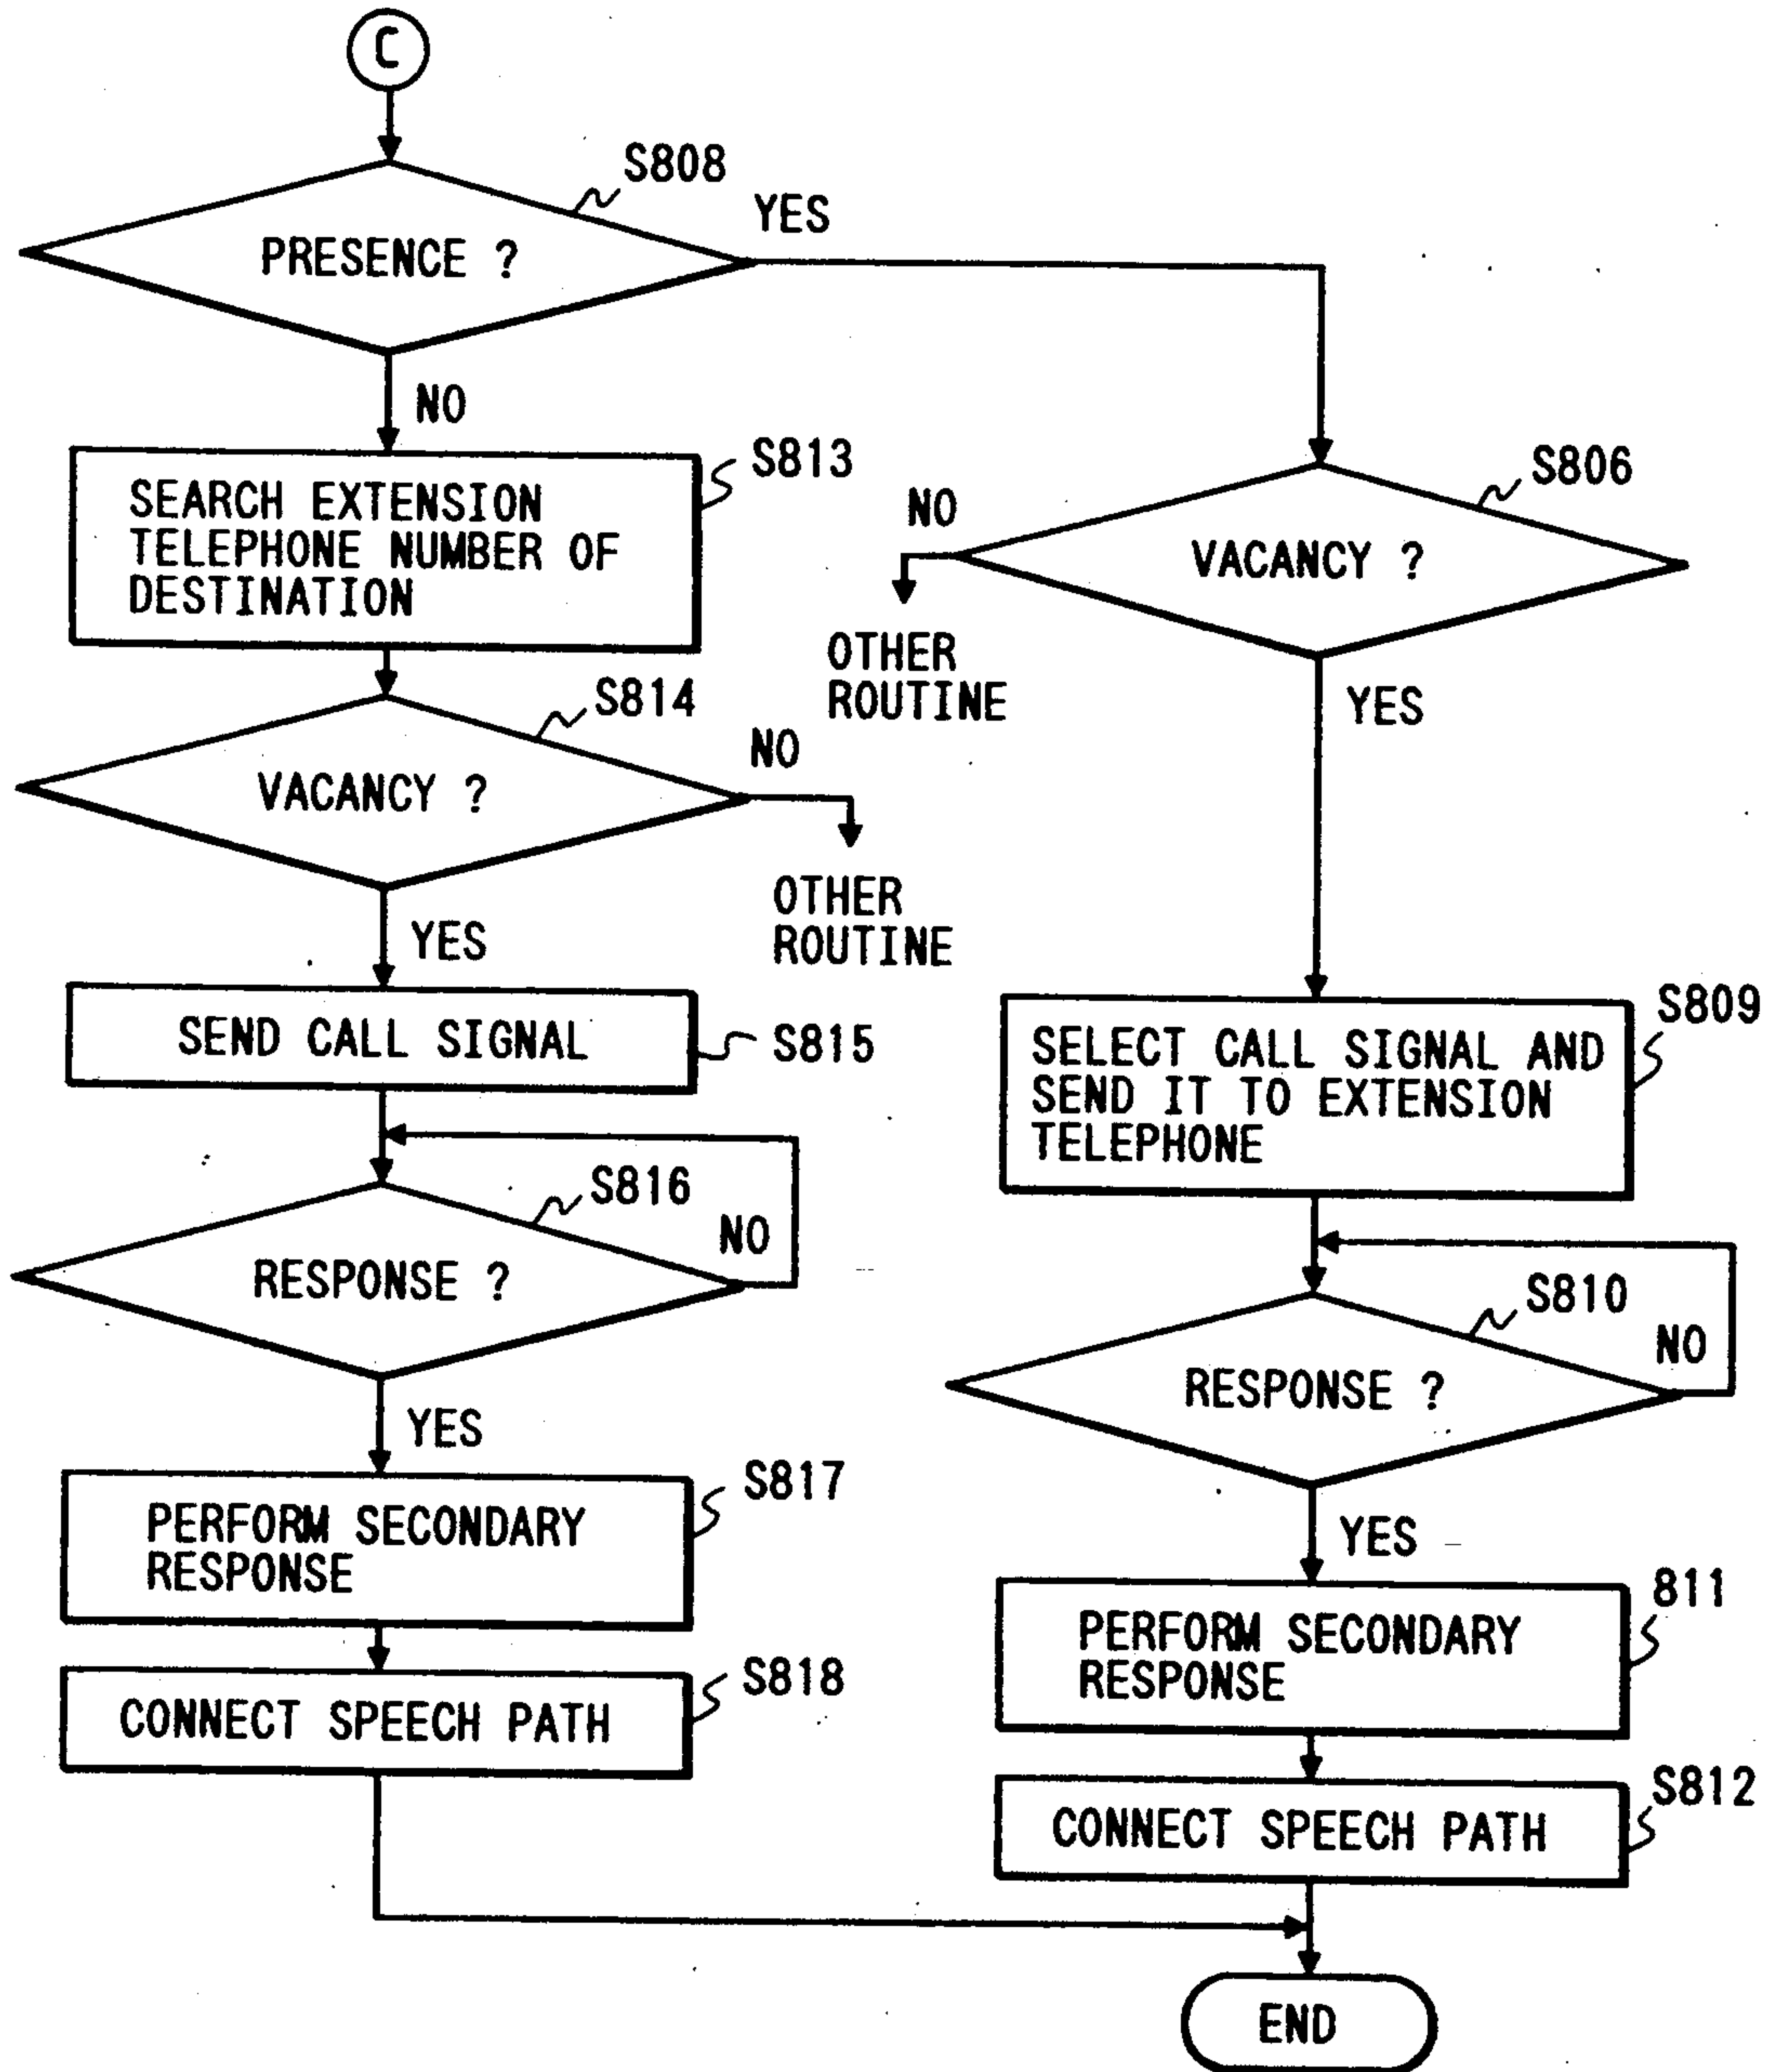 C
S808
YES
PRESENCE ?
NO
S813
SEARCH EXTENSION
TELEPHONE NUMBER OF
DESTINATION
S806
NO
VACANCY ?
OTHER
ROUTINE
YES
S814
NO
VACANCY ?
OTHER
ROUTINE
YES
SEND CALL SIGNAL
S815
S809
SELECT CALL SIGNAL AND
SEND IT TO EXTENSION
TELEPHONE
S816
NO
RESPONSE ?
S810
NO
RESPONSE ?
YES
YES
S817
PERFORM SECONDARY
RESPONSE
811
PERFORM SECONDARY
RESPONSE
S818
CONNECT SPEECH PATH
S812
CONNECT SPEECH PATH
END